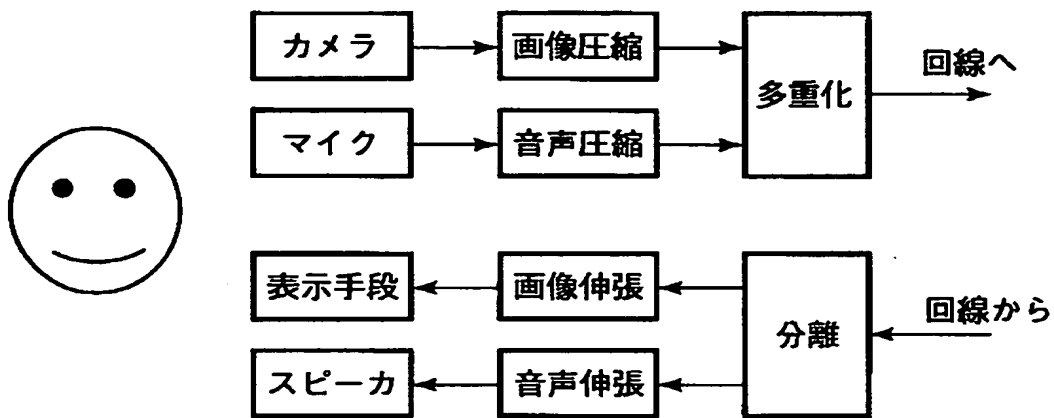 カメラ
画像圧縮
多重化
回線へ
マイク
音声圧縮
表示手段
画像伸張
分離
回線から
スピーカ
音声伸張